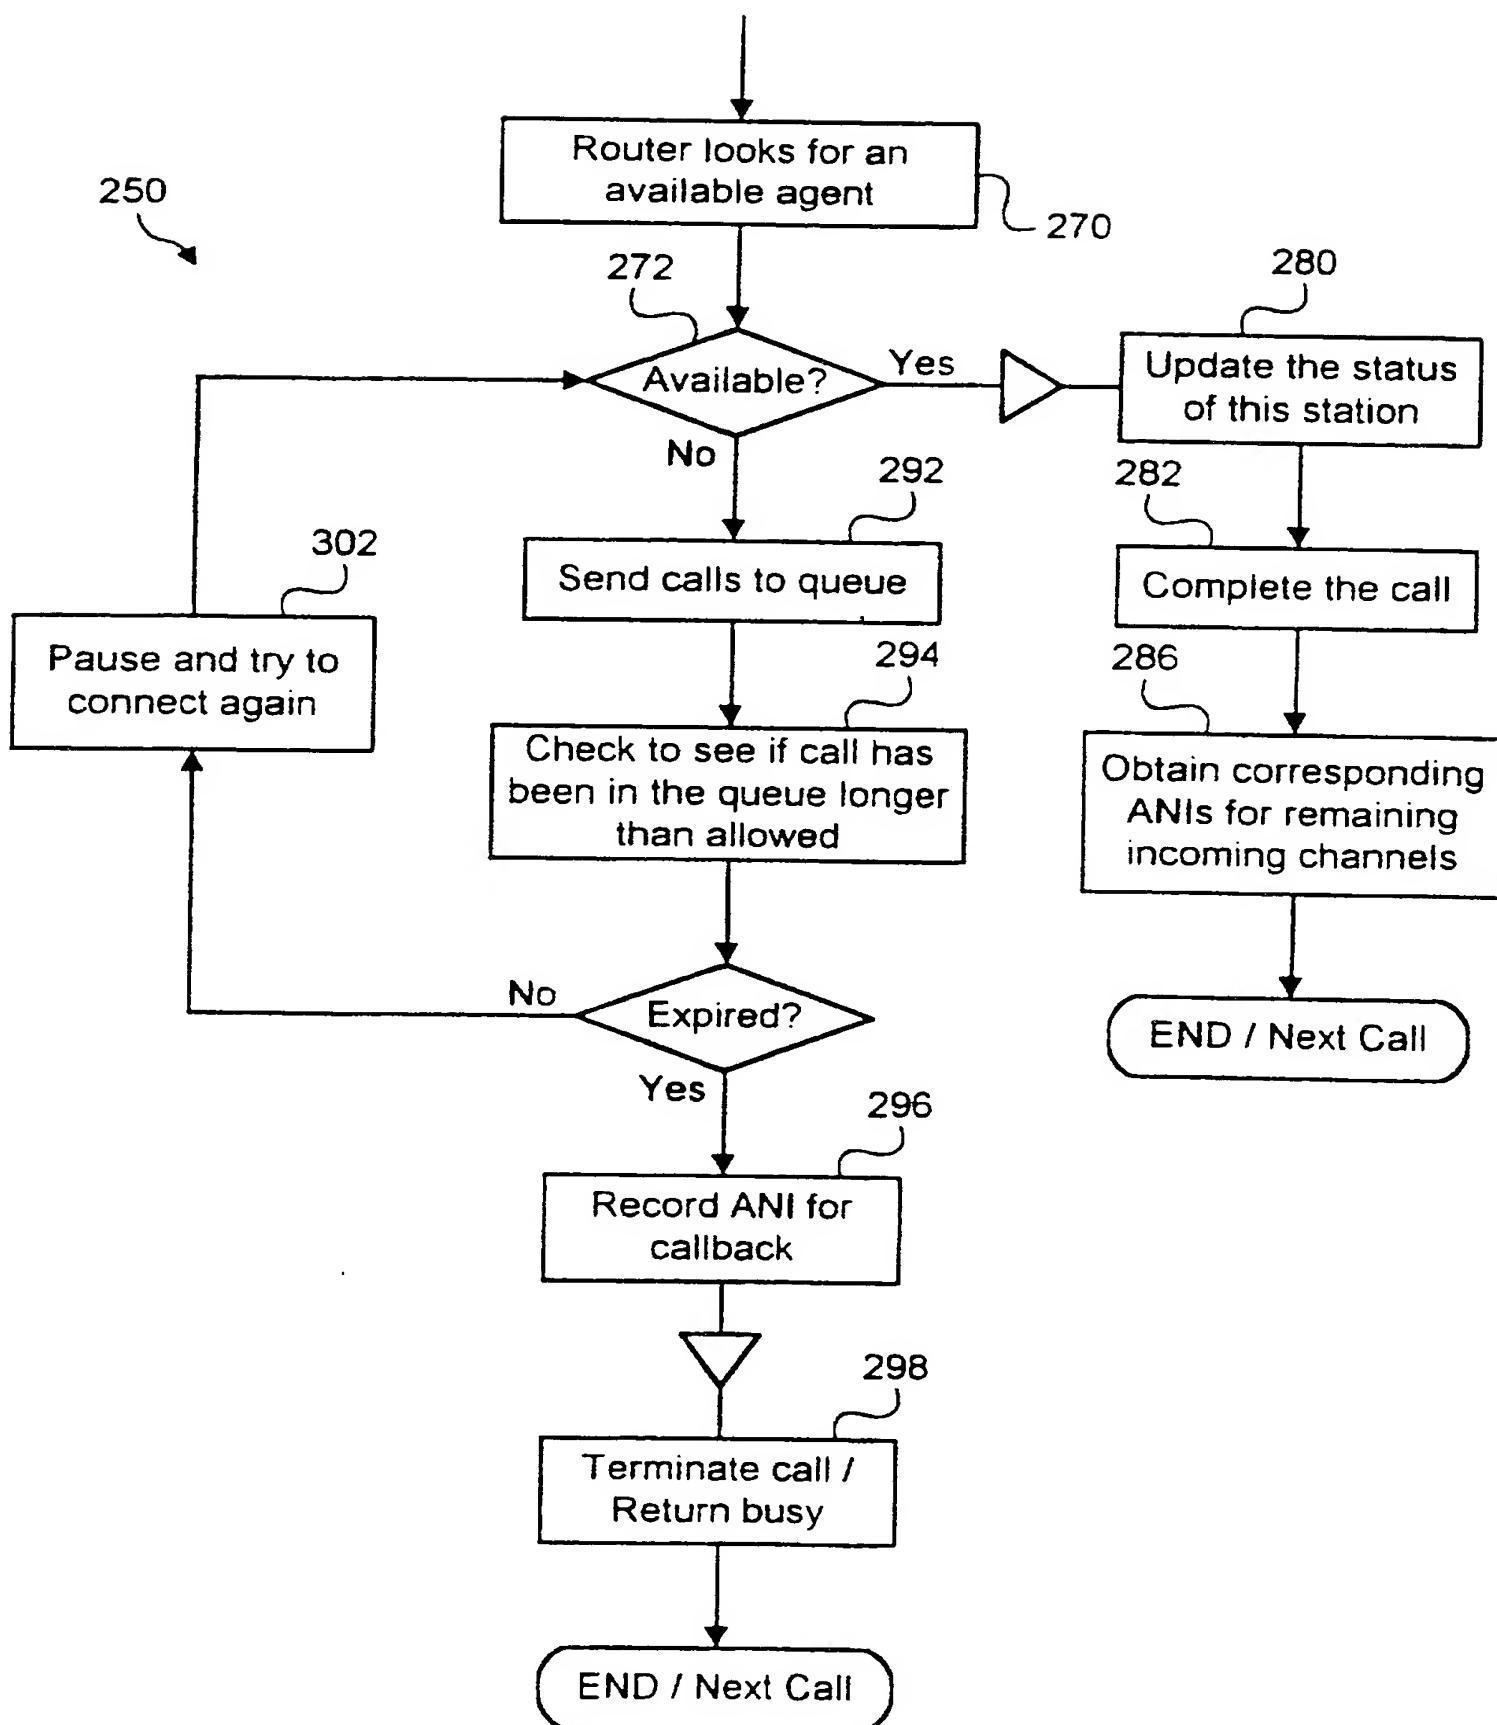 Router looks for an
available agent
250
270
272
280
Available?
Yes
Update the status
of this station
No
292
282
302
Send calls to queue
Complete the call
Pause and try to
connect again
294
286
Check to see if call has
been in the queue longer
than allowed
Obtain corresponding
ANIs for remaining
incoming channels
No
Expired?
END / Next Call
Yes
296
Record ANI for
callback
298
Terminate call /
Return busy
END / Next Call